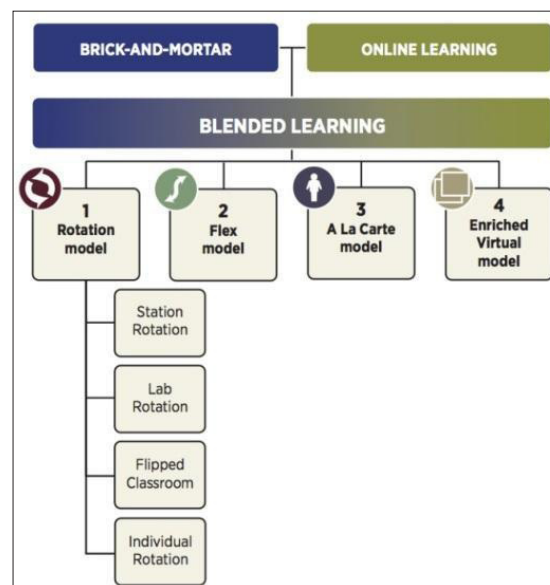 BRICK-AND-MORTAR
ONLINE LEARNING
BLENDED LEARNING
1
Rotation
model
2
Flex
model
3
A La Carte
model
4
Enriched
Virtual model
Station
Rotation
Lab
Rotation
Flipped
Classroom
Individual
Rotation